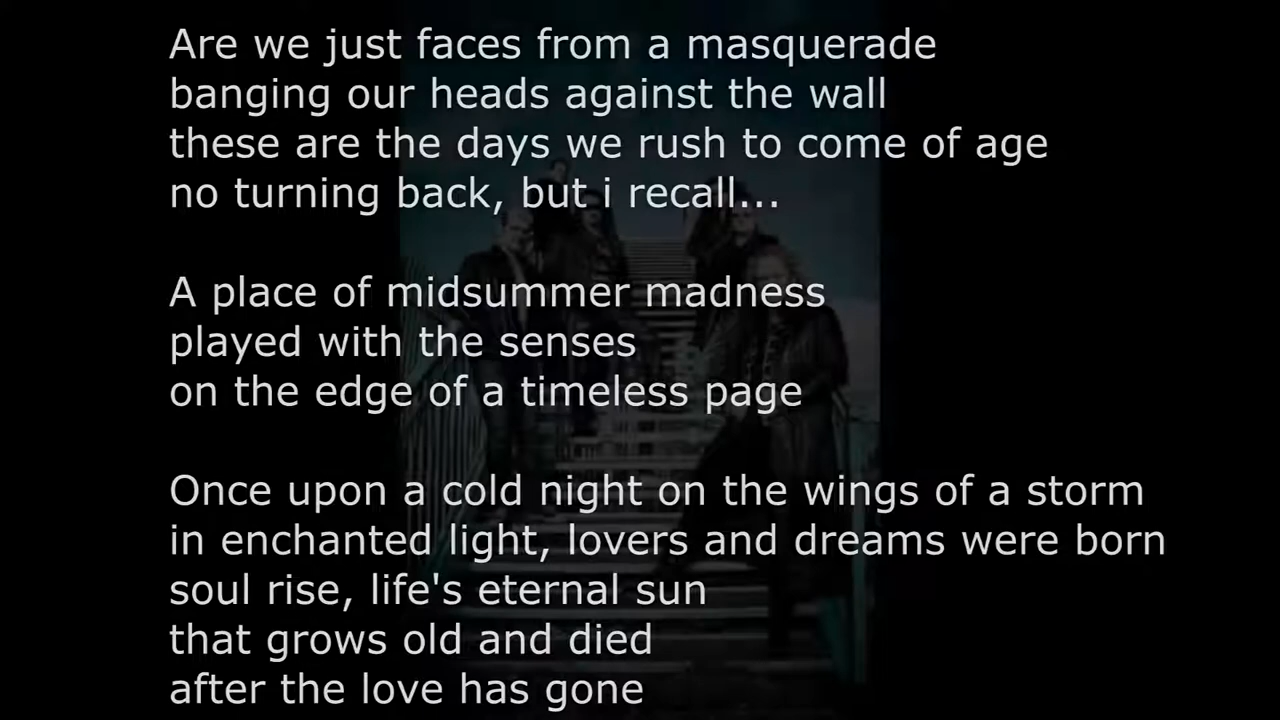 Are we just faces from a masquerade
banging our heads against the wall
these are the days we rush to come of age
no turning back, but i recall...
A place of midsummer madness
played with the senses
on the edge of a timeless page
Once upon a cold night on the wings of a storm
in enchanted light, lovers and dreams were born
soul rise, life's eternal sun
that grows old and died
after the love has gone